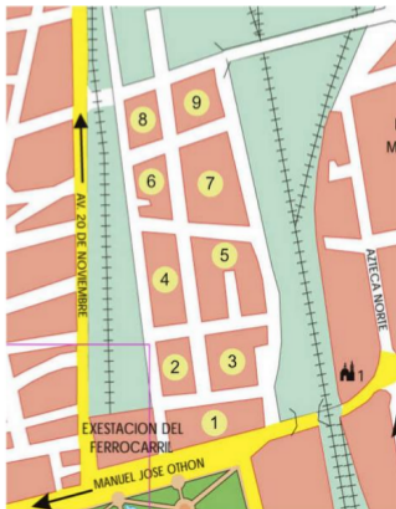 8
9
6
7
5
4
2
3
1
AV. 20 DE NOVIEMBRE
AZTECA NORTE
1
EXESTACION DEL
FERROCARRIL
MANUEL JOSE OTHON